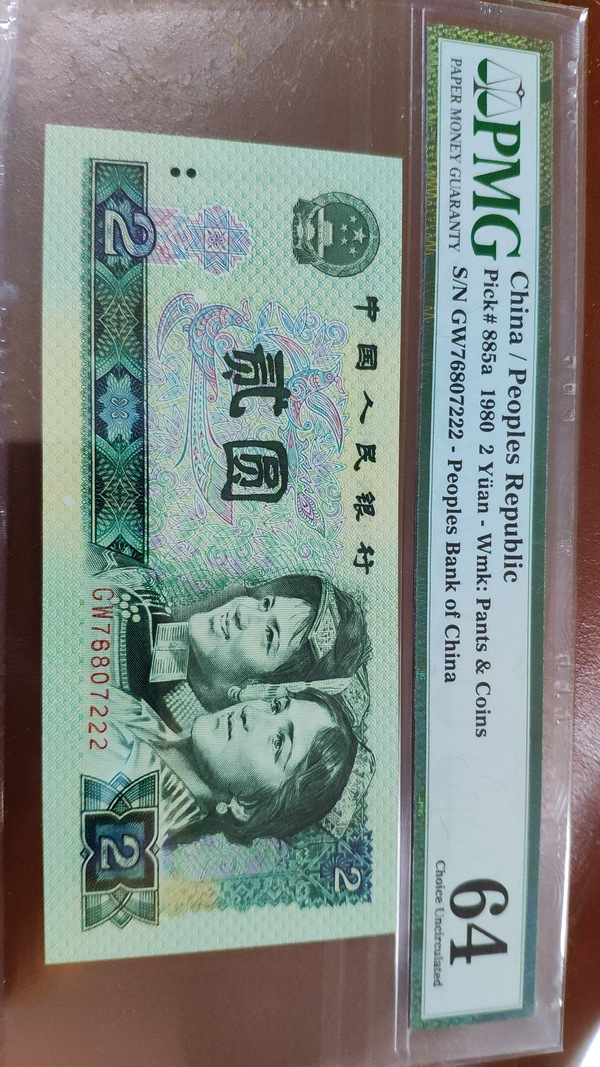 PMG
PAPER MONEY GUARANTY
China / Peoples Republic
Pick# 885a 1980 2 Yüan - Wmk: Pants & Coins
S/N GW76807222 - Peoples Bank of China
64
Choice Uncirculated
中国人民银行
贰圆
2
2
2
GW76807222